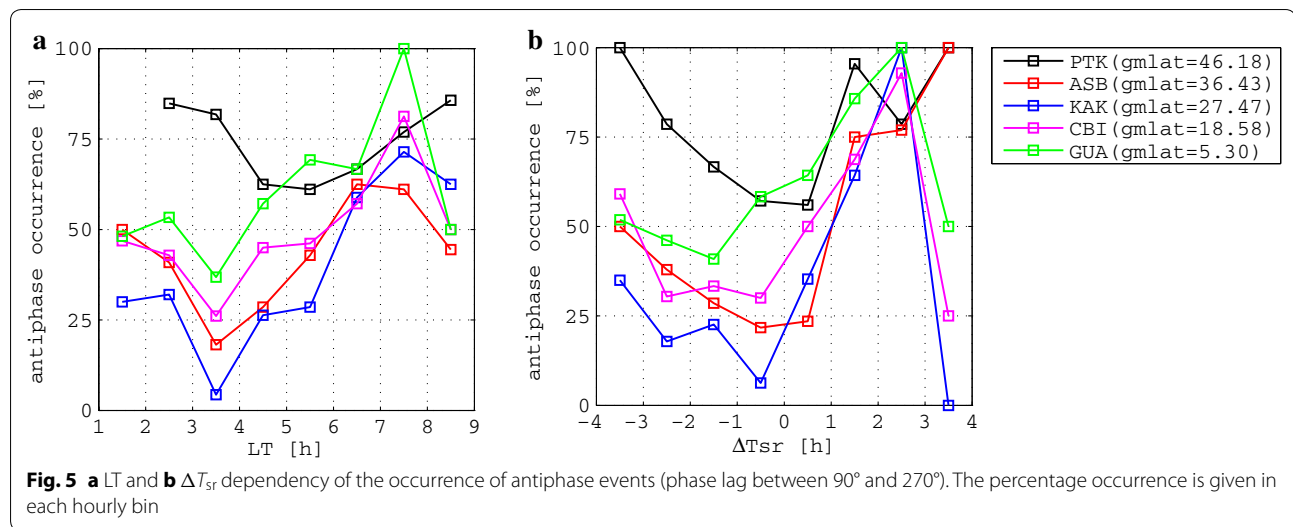 a
antiphase occurrence [%]
100
75
50
25
0
1 2 3 4 5 6 7 8 9
LT [h]
b
antiphase occurrence [%]
100
75
50
25
0
−4 −3 −2 −1 0 1 2 3 4
ΔTsr [h]
PTK(gmlat=46.18)
ASB(gmlat=36.43)
KAK(gmlat=27.47)
CBI(gmlat=18.58)
GUA(gmlat=5.30)
Fig. 5 a LT and b ΔTsr dependency of the occurrence of antiphase events (phase lag between 90° and 270°). The percentage occurrence is given in
each hourly bin